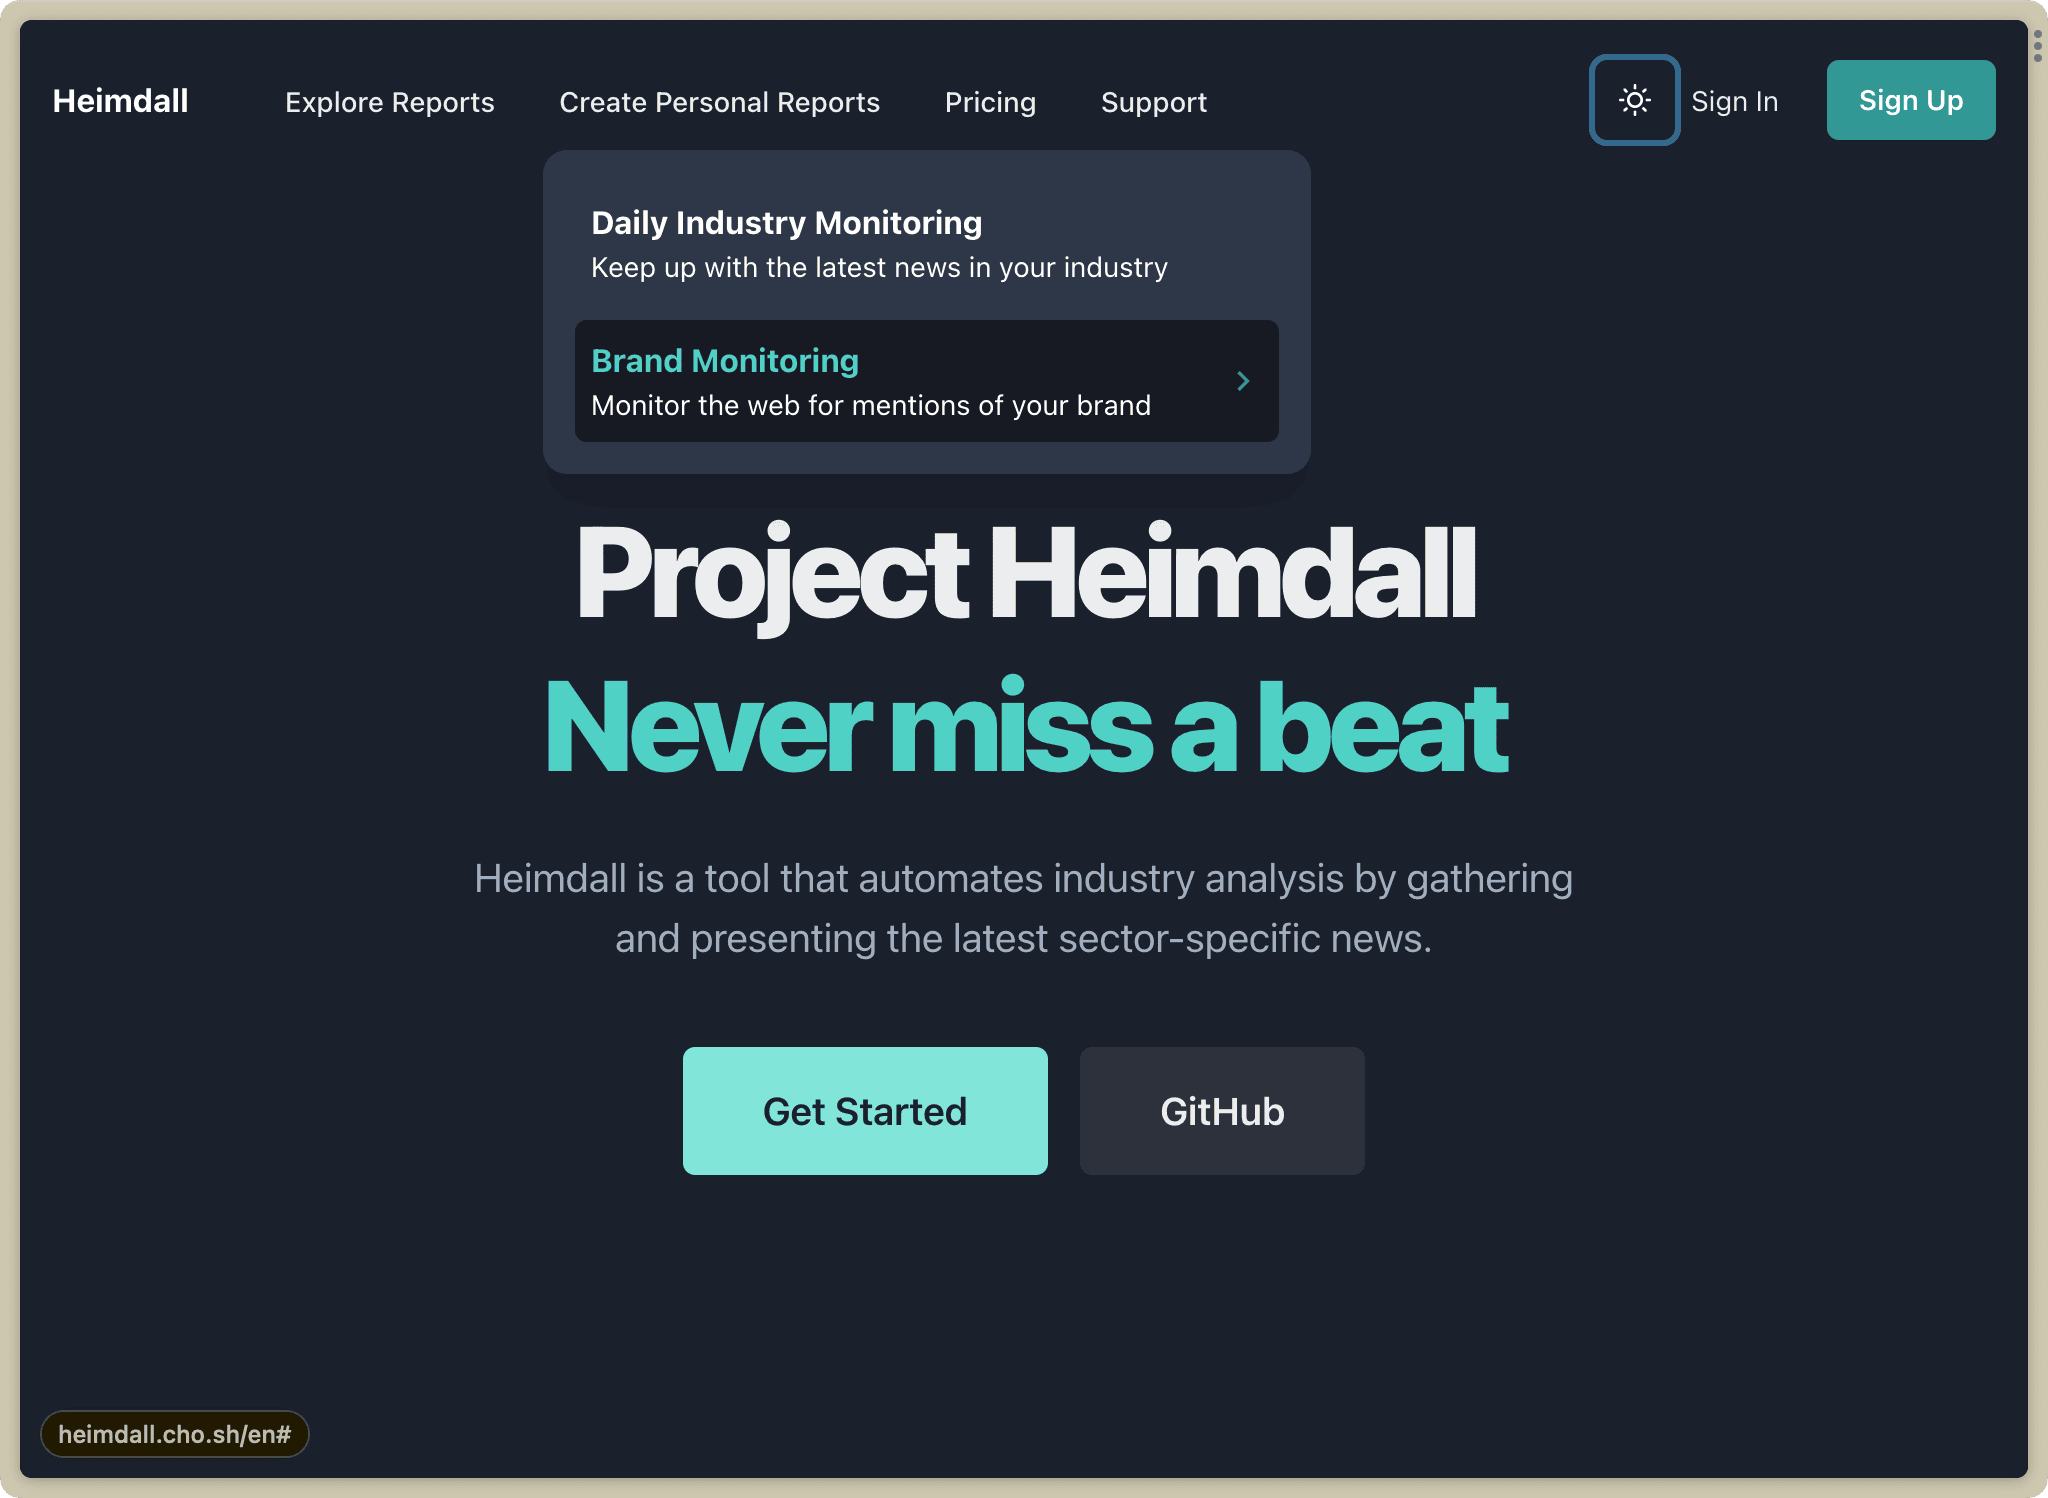 Heimdall
Explore Reports
Create Personal Reports
Pricing
Support
Sign In
Sign Up
Daily Industry Monitoring
Keep up with the latest news in your industry
Brand Monitoring
Monitor the web for mentions of your brand
Project Heimdall
Never miss a beat
Heimdall is a tool that automates industry analysis by gathering
and presenting the latest sector-specific news.
Get Started
GitHub
heimdall.cho.sh/en#